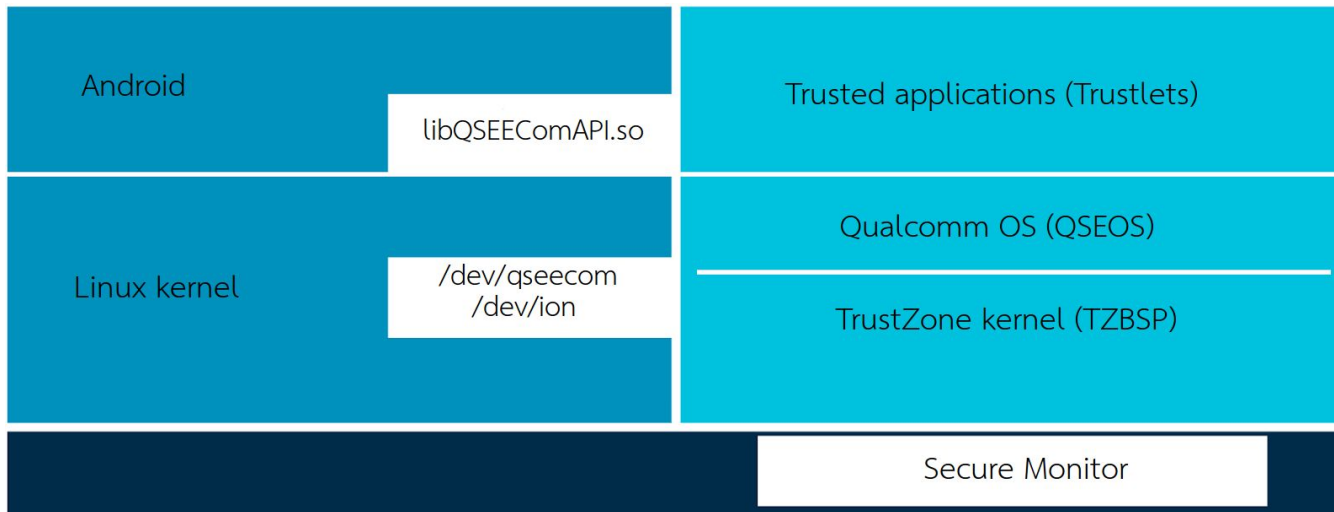 Android
libQSEEComAPI.so
Trusted applications (Trustlets)
Linux kernel
/dev/qseecom
/dev/ion
Qualcomm OS (QSEOS)
TrustZone kernel (TZBSP)
Secure Monitor